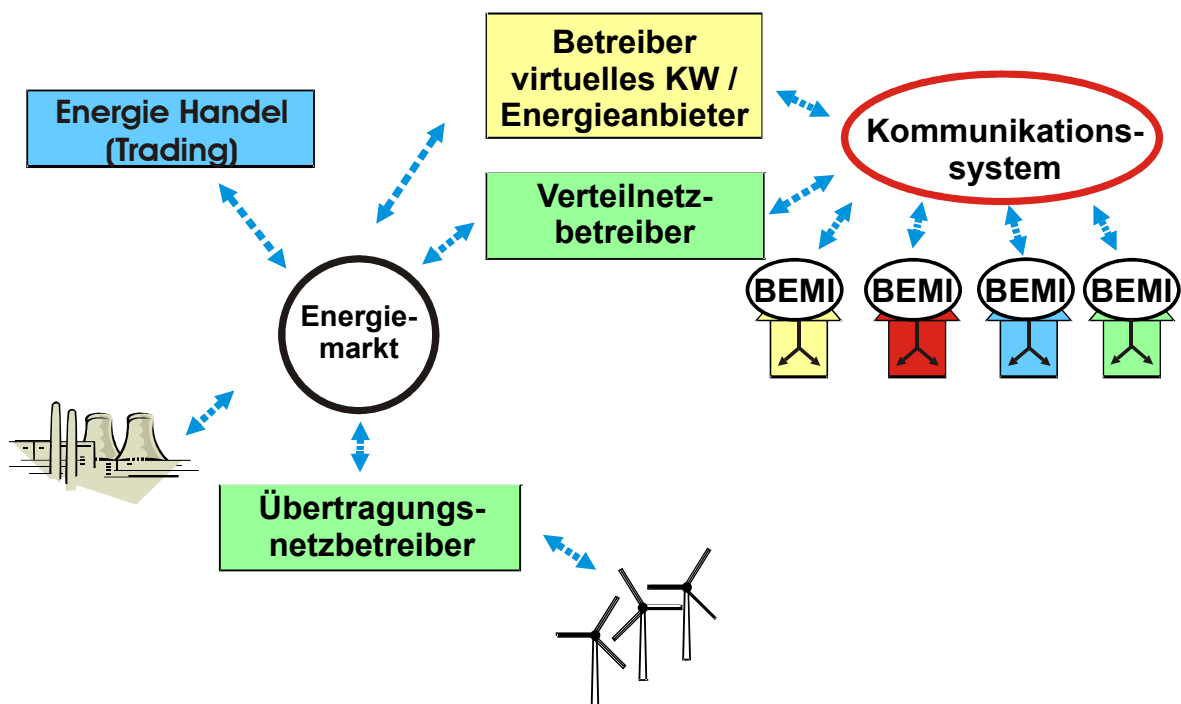 Betreiber
virtuelles KW /
Energieanbieter
Energie Handel
(Trading)
Kommunikations-
system
Verteilnetz-
betreiber
BEMI
BEMI
BEMI
BEMI
Energie-
markt
Übertragungs-
netzbetreiber